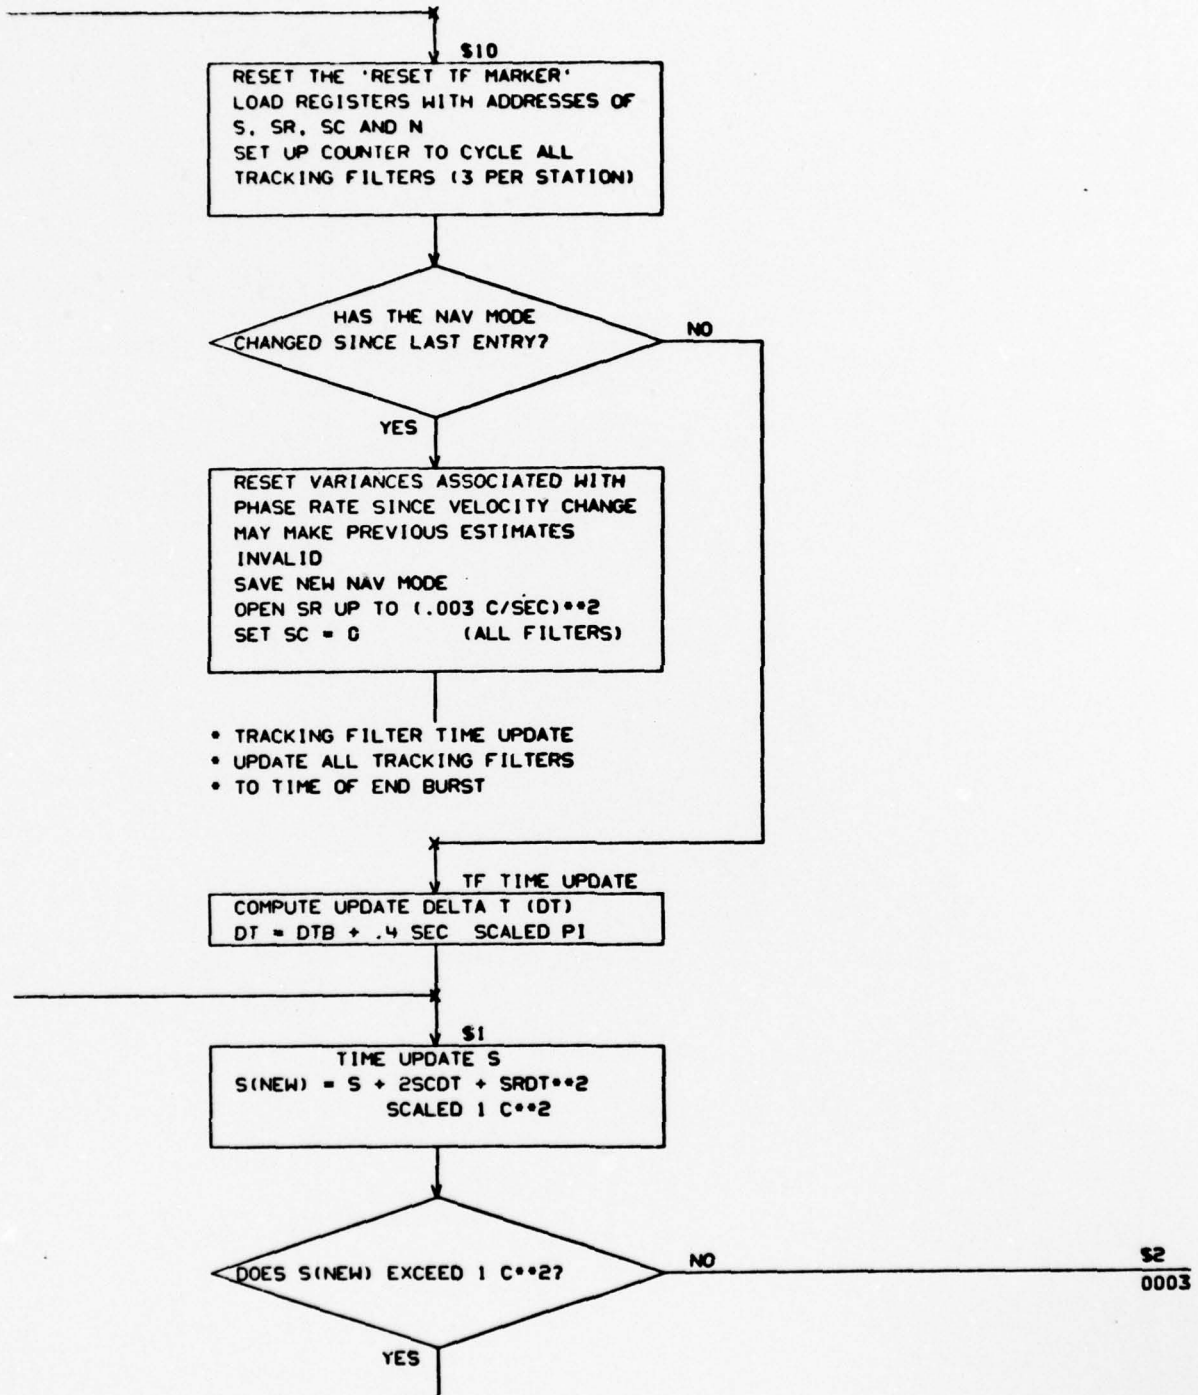 $10
RESET THE 'RESET TF MARKER'
LOAD REGISTERS WITH ADDRESSES OF
S, SR, SC AND N
SET UP COUNTER TO CYCLE ALL
TRACKING FILTERS (3 PER STATION)
HAS THE NAV MODE
CHANGED SINCE LAST ENTRY?
NO
YES
RESET VARIANCES ASSOCIATED WITH
PHASE RATE SINCE VELOCITY CHANGE
MAY MAKE PREVIOUS ESTIMATES
INVALID
SAVE NEW NAV MODE
OPEN SR UP TO (.003 C/SEC)**2
SET SC = 0 (ALL FILTERS)
* TRACKING FILTER TIME UPDATE
* UPDATE ALL TRACKING FILTERS
* TO TIME OF END BURST
TF TIME UPDATE
COMPUTE UPDATE DELTA T (DT)
DT = DTB + .4 SEC SCALED PI
$1
TIME UPDATE S
S(NEW) = S + 2SCDT + SRDT**2
SCALED 1 C**2
DOES S(NEW) EXCEED 1 C**2?
NO
$2
0003
YES